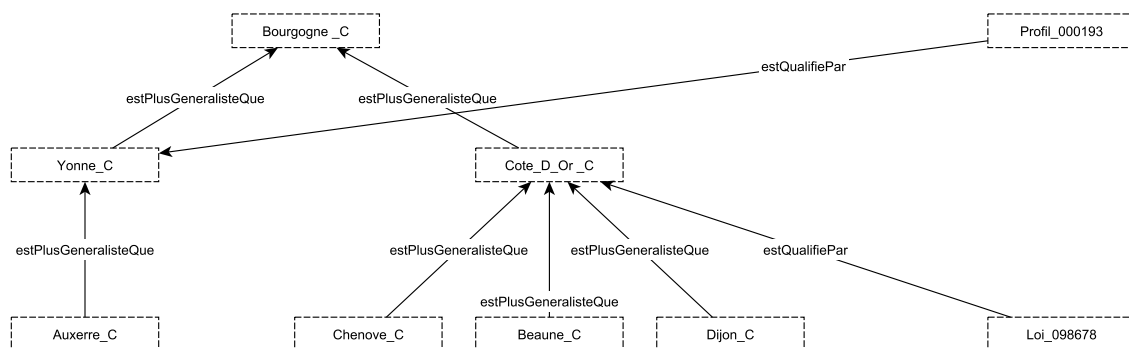 Bourgogne _C
Profil_000193
estQualifiePar
estPlusGeneralisteQue
estPlusGeneralisteQue
Yonne_C
Cote_D_Or _C
estPlusGeneralisteQue
estPlusGeneralisteQue
estPlusGeneralisteQue
estQualifiePar
estPlusGeneralisteQue
Auxerre_C
Chenove_C
Beaune_C
Dijon_C
Loi_098678